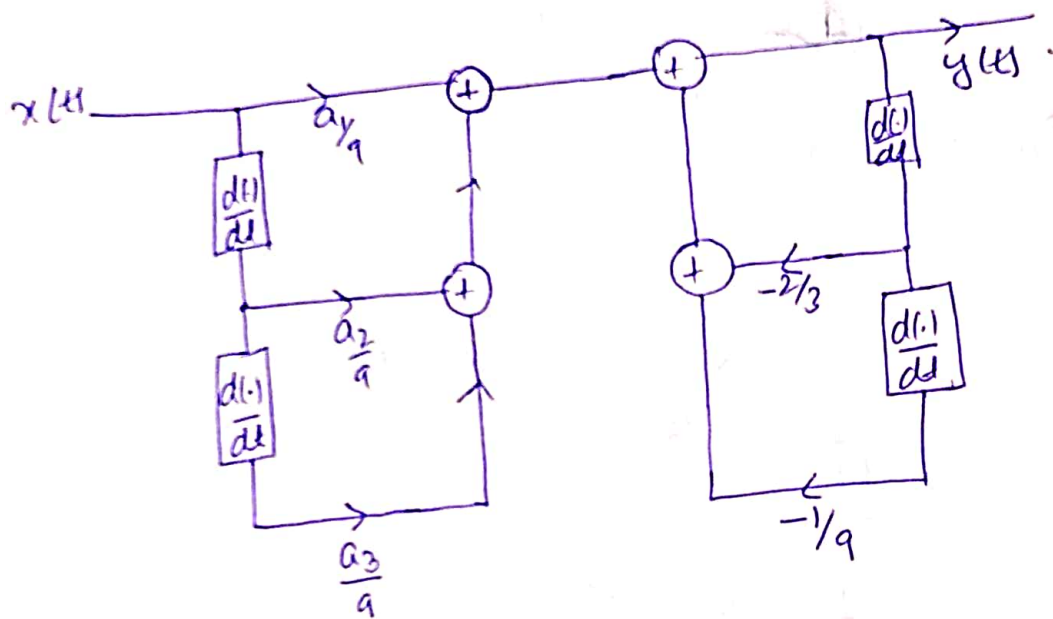 x(t)
a1/9
+
+
y(t)
d(·)/dt
d(·)/dt
a2/9
+
+
-2/3
d(·)/dt
d(·)/dt
a3/9
-1/9